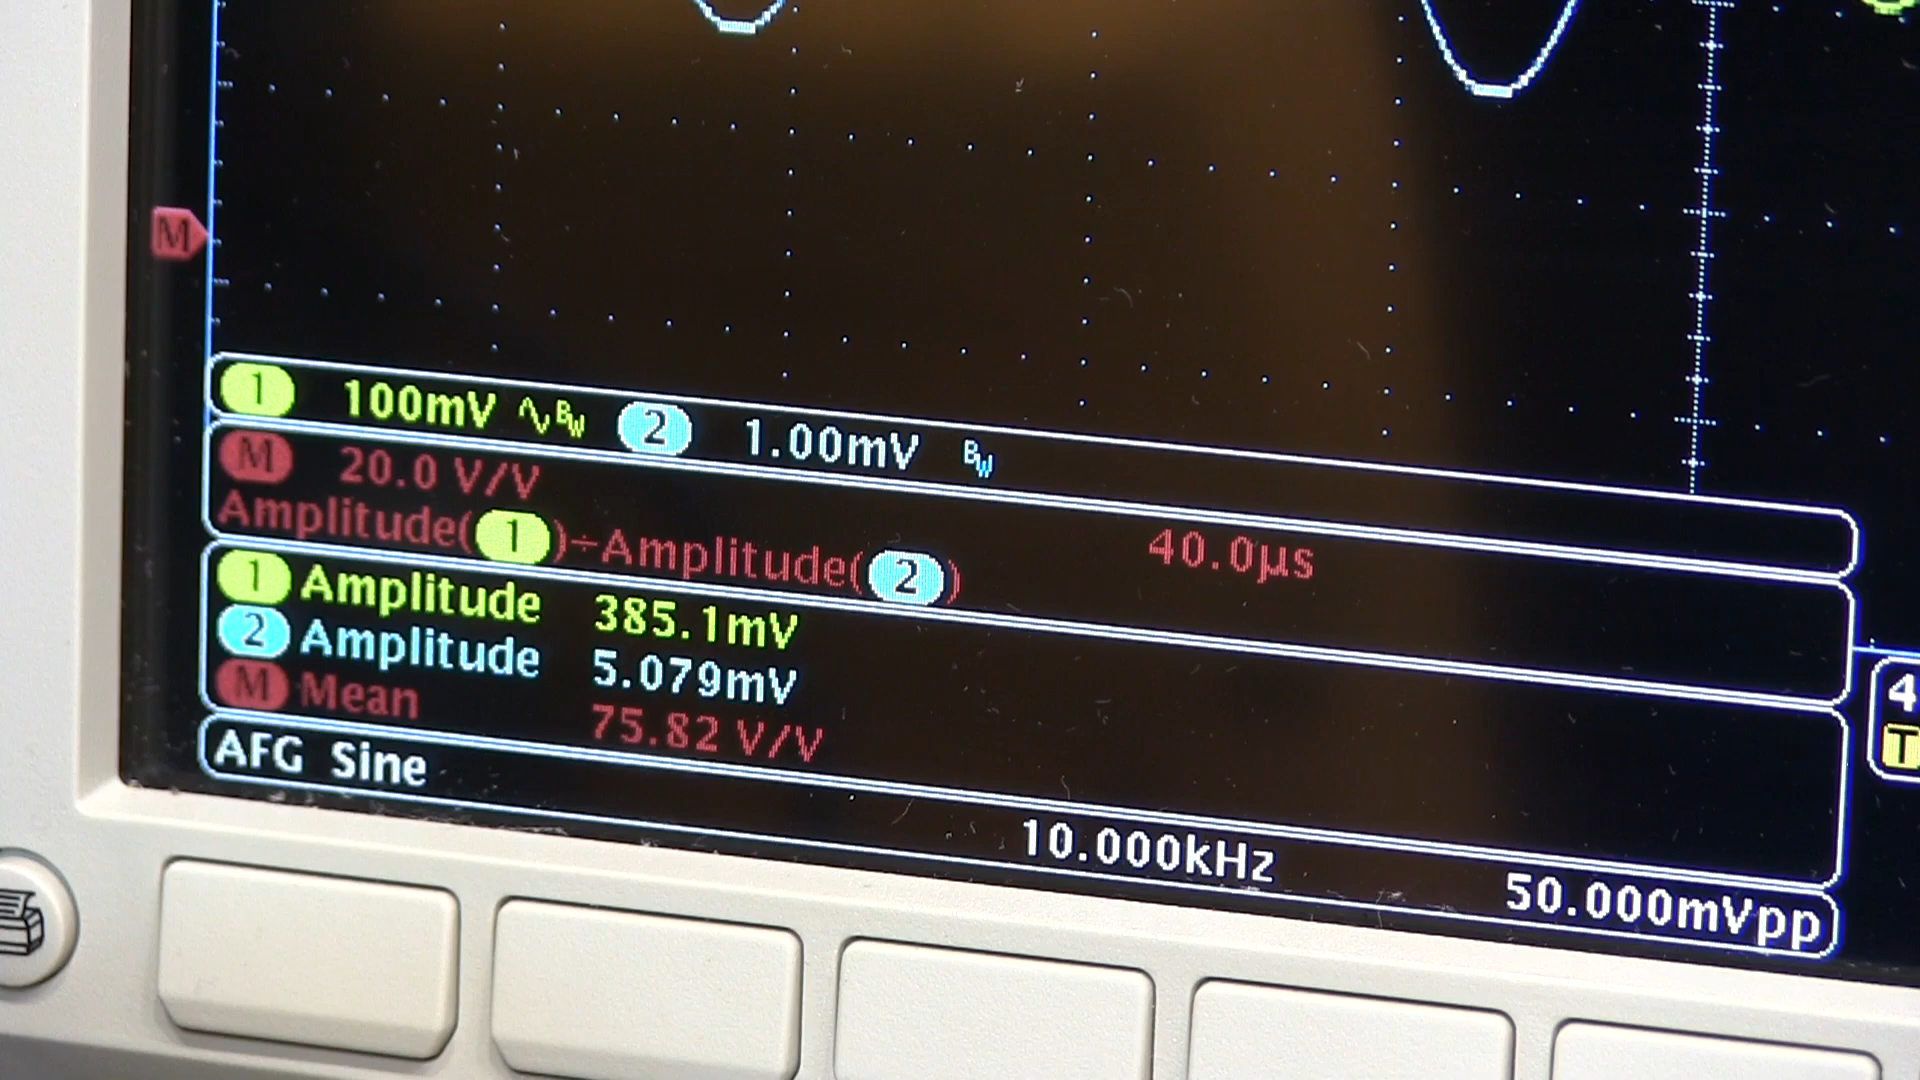 M
1 100mV BW 2 1.00mV BW
M 20.0 V/V 40.0µs
Amplitude(1)÷Amplitude(2)
1 Amplitude 385.1mV
2 Amplitude 5.079mV
M Mean 75.82 V/V
AFG Sine 10.000kHz 50.000mVpp
4
T